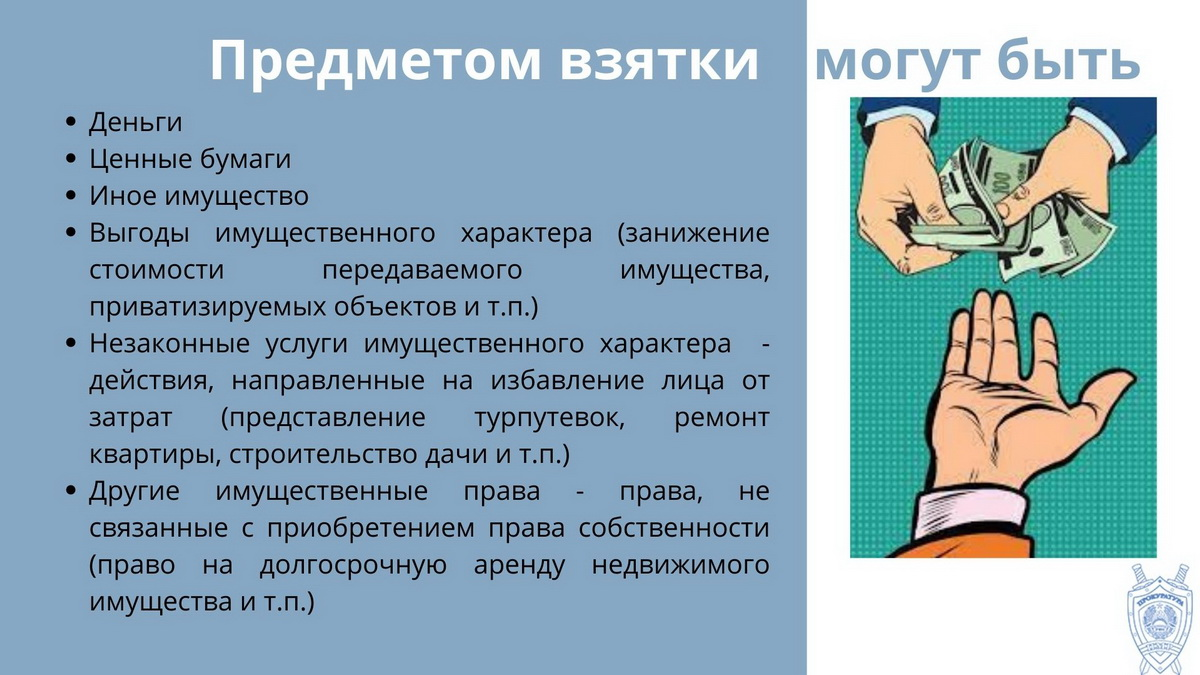 Предметом взятки могут быть
• Деньги
• Ценные бумаги
• Иное имущество
• Выгоды имущественного характера (занижение
стоимости передаваемого имущества,
приватизируемых объектов и т.п.)
• Незаконные услуги имущественного характера -
действия, направленные на избавление лица от
затрат (представление турпутевок, ремонт
квартиры, строительство дачи и т.п.)
• Другие имущественные права - права, не
связанные с приобретением права собственности
(право на долгосрочную аренду недвижимого
имущества и т.п.)
100
ПРОКУРАТУРА